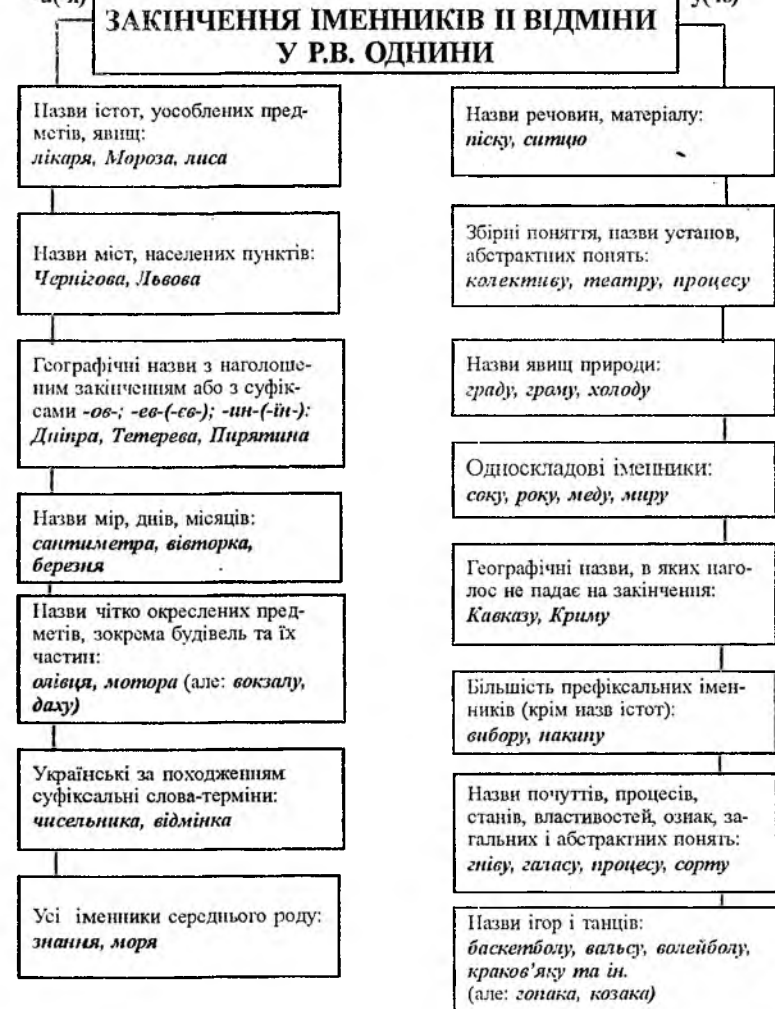 ЗАКІНЧЕННЯ ІМЕННИКІВ ІІ ВІДМІНИ
У Р.В. ОДНИНИ
Назви істот, уособлених пред-
метів, явищ:
лікаря, Мороза, лиса
Назви міст, населених пунктів:
Чернігова, Львова
Географічні назви з наголоше-
ним закінченням або з суфік-
сами -ов-; -ев-(-єв-); -ин-(-їн-):
Дніпра, Тетерева, Пирятина
Назви мір, днів, місяців:
сантиметра, вівторка,
березня
Назви чітко окреслених пред-
метів, зокрема будівель та їх
частин:
олівця, мотора (але: вокзалу,
даху)
Українські за походженням
суфіксальні слова-терміни:
чисельника, відмінка
Усі іменники середнього роду:
знання, моря
Назви речовин, матеріалу:
піску, ситцю
Збірні поняття, назви установ,
абстрактних понять:
колективу, театру, процесу
Назви явищ природи:
граду, грому, холоду
Односкладові іменники:
соку, року, меду, миру
Географічні назви, в яких наго-
лос не падає на закінчення:
Кавказу, Криму
Більшість префіксальних імен-
ників (крім назв істот):
вибору, накипу
Назви почуттів, процесів,
станів, властивостей, ознак, за-
гальних і абстрактних понять:
гніву, галасу, процесу, сорту
Назви ігор і танців:
баскетболу, вальсу, волейболу,
краков'яку та ін.
(але: гопака, козака)